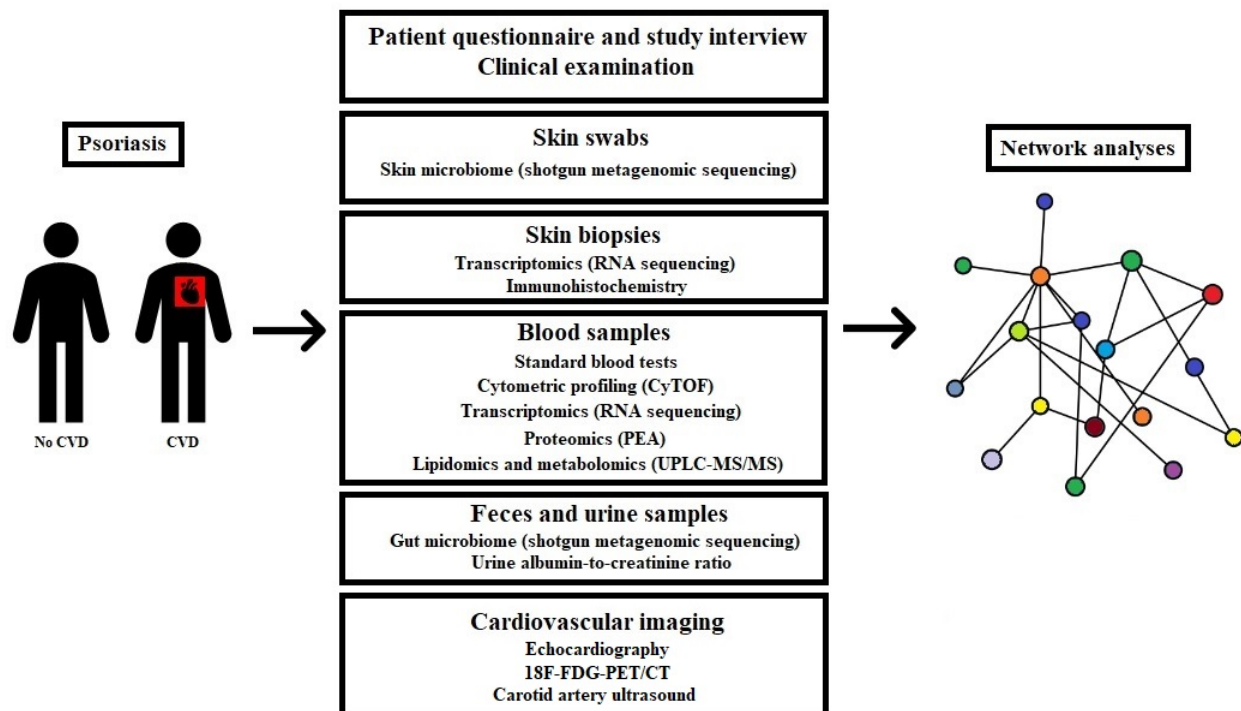 Psoriasis
No CVD
CVD
Patient questionnaire and study interview
Clinical examination
Skin swabs
Skin microbiome (shotgun metagenomic sequencing)
Skin biopsies
Transcriptomics (RNA sequencing)
Immunohistochemistry
Blood samples
Standard blood tests
Cytometric profiling (CyTOF)
Transcriptomics (RNA sequencing)
Proteomics (PEA)
Lipidomics and metabolomics (UPLC-MS/MS)
Feces and urine samples
Gut microbiome (shotgun metagenomic sequencing)
Urine albumin-to-creatinine ratio
Cardiovascular imaging
Echocardiography
18F-FDG-PET/CT
Carotid artery ultrasound
Network analyses